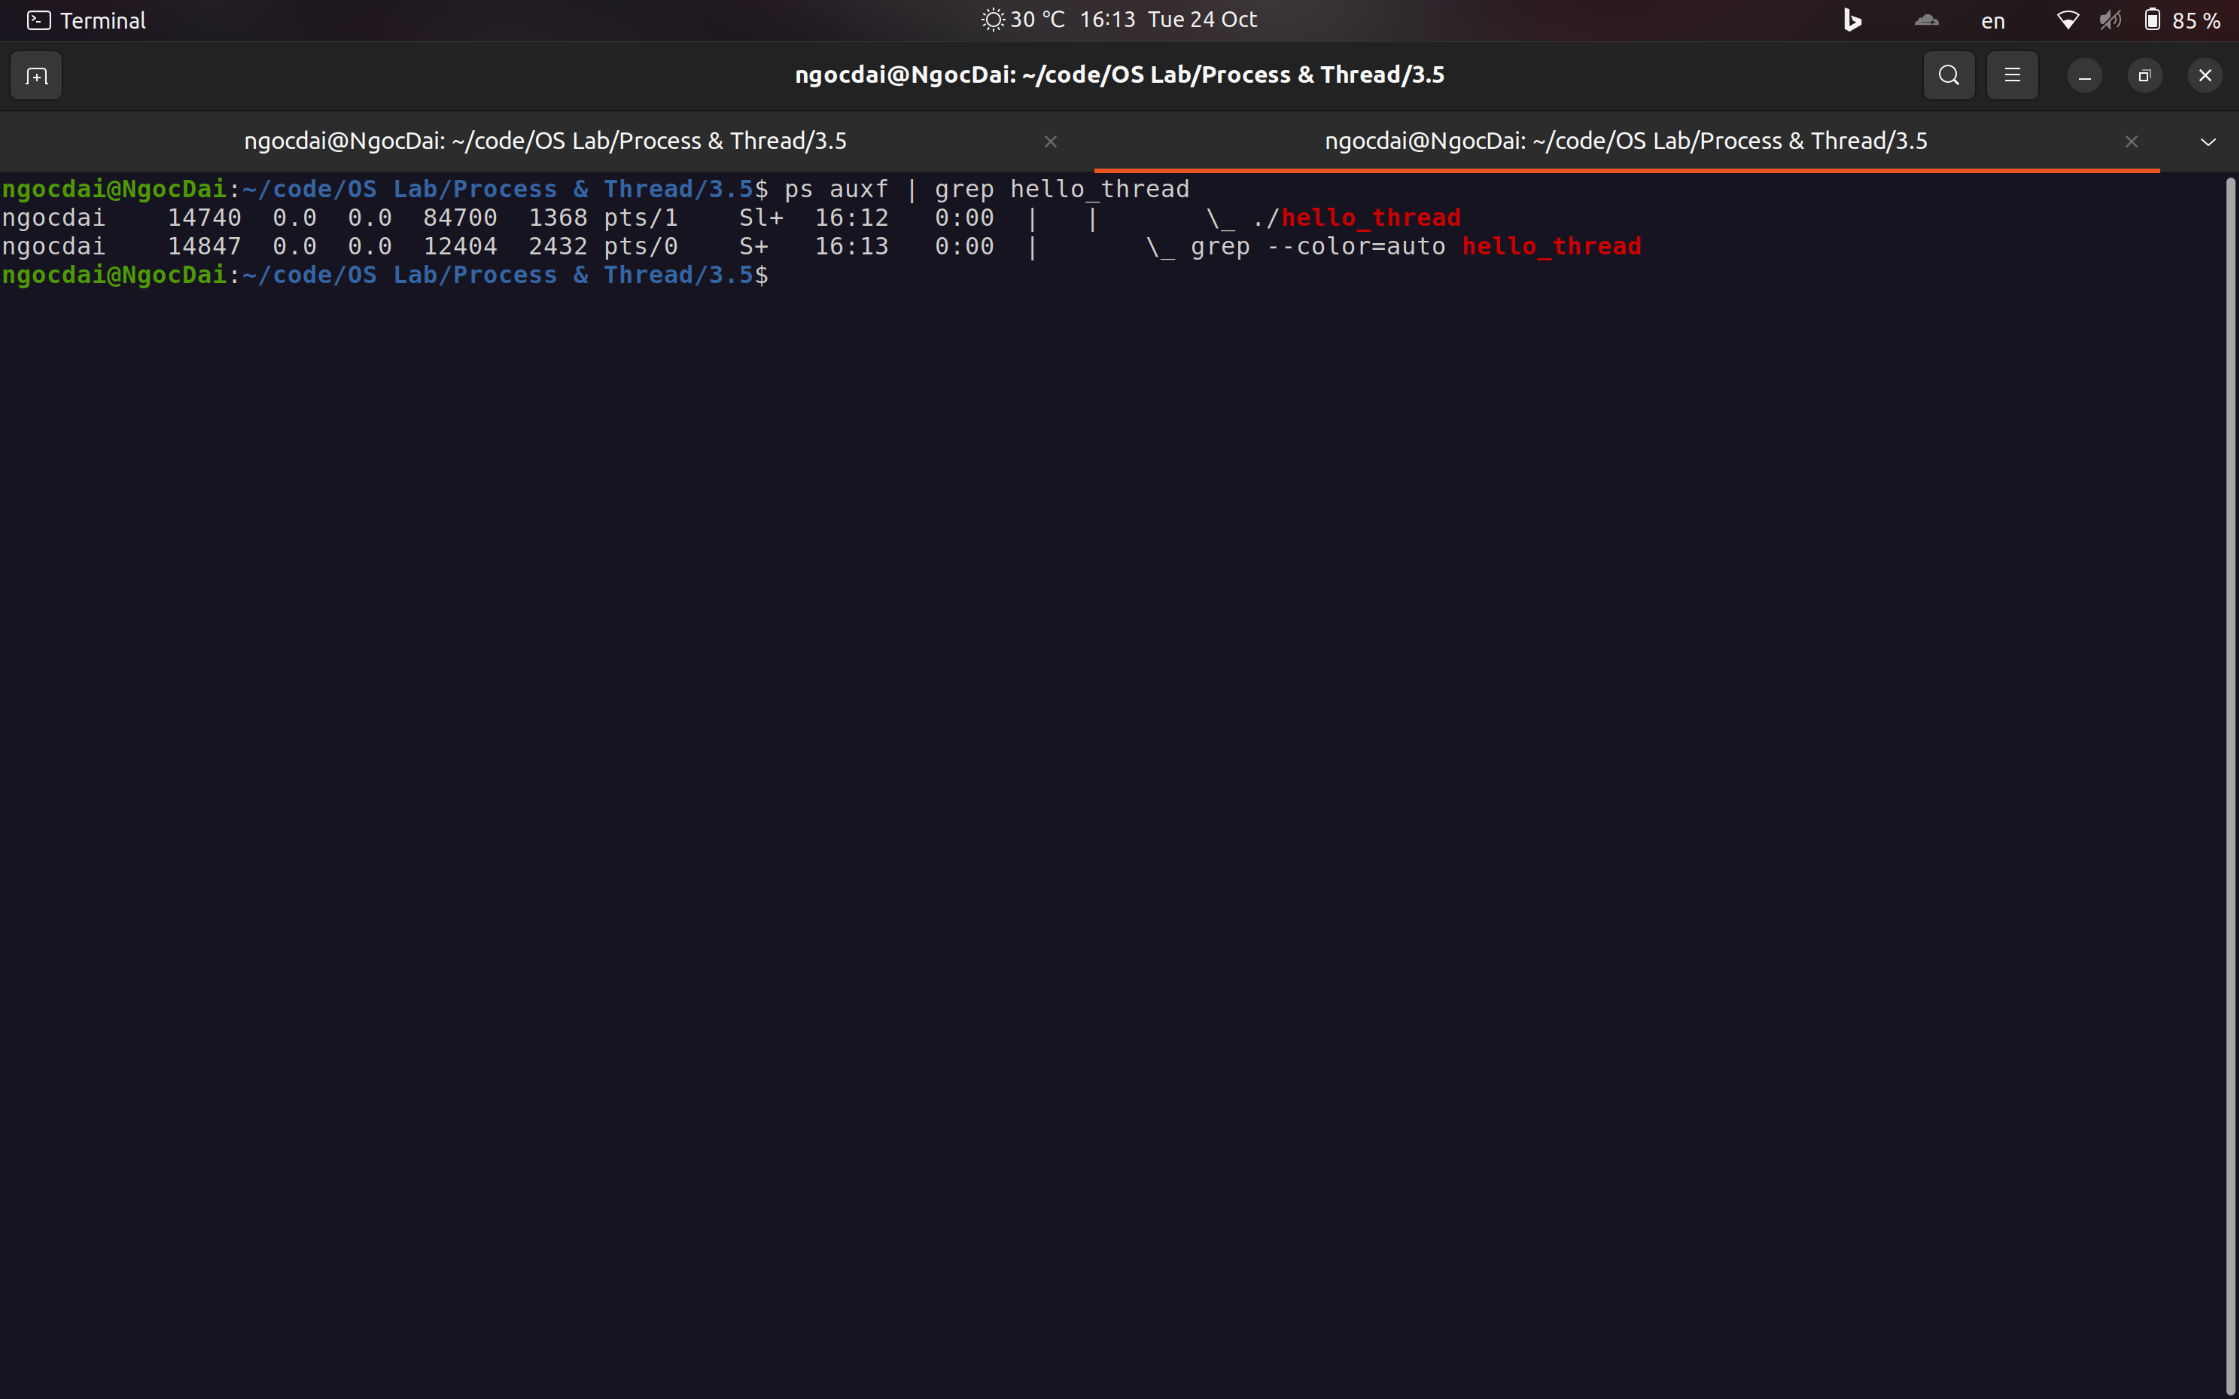 Terminal
30 °C 16:13 Tue 24 Oct
en
85 %
ngocdai@NgocDai: ~/code/OS Lab/Process & Thread/3.5
ngocdai@NgocDai: ~/code/OS Lab/Process & Thread/3.5
ngocdai@NgocDai: ~/code/OS Lab/Process & Thread/3.5
ngocdai@NgocDai:~/code/OS Lab/Process & Thread/3.5$ ps auxf | grep hello_thread
ngocdai    14740  0.0  0.0  84700  1368 pts/1    Sl+  16:12   0:00  |   |       \_ ./hello_thread
ngocdai    14847  0.0  0.0  12404  2432 pts/0    S+   16:13   0:00  |       \_ grep --color=auto hello_thread
ngocdai@NgocDai:~/code/OS Lab/Process & Thread/3.5$